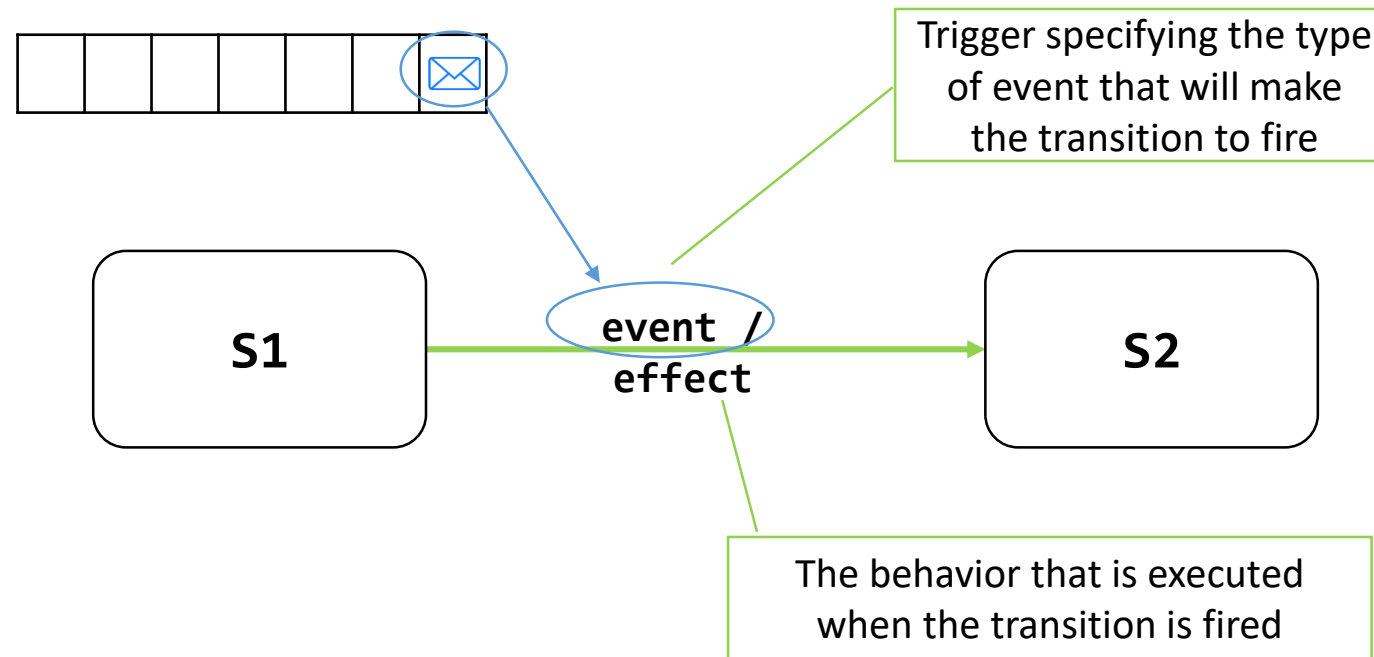 Trigger specifying the type
of event that will make
the transition to fire
S1
event /
effect
S2
The behavior that is executed
when the transition is fired